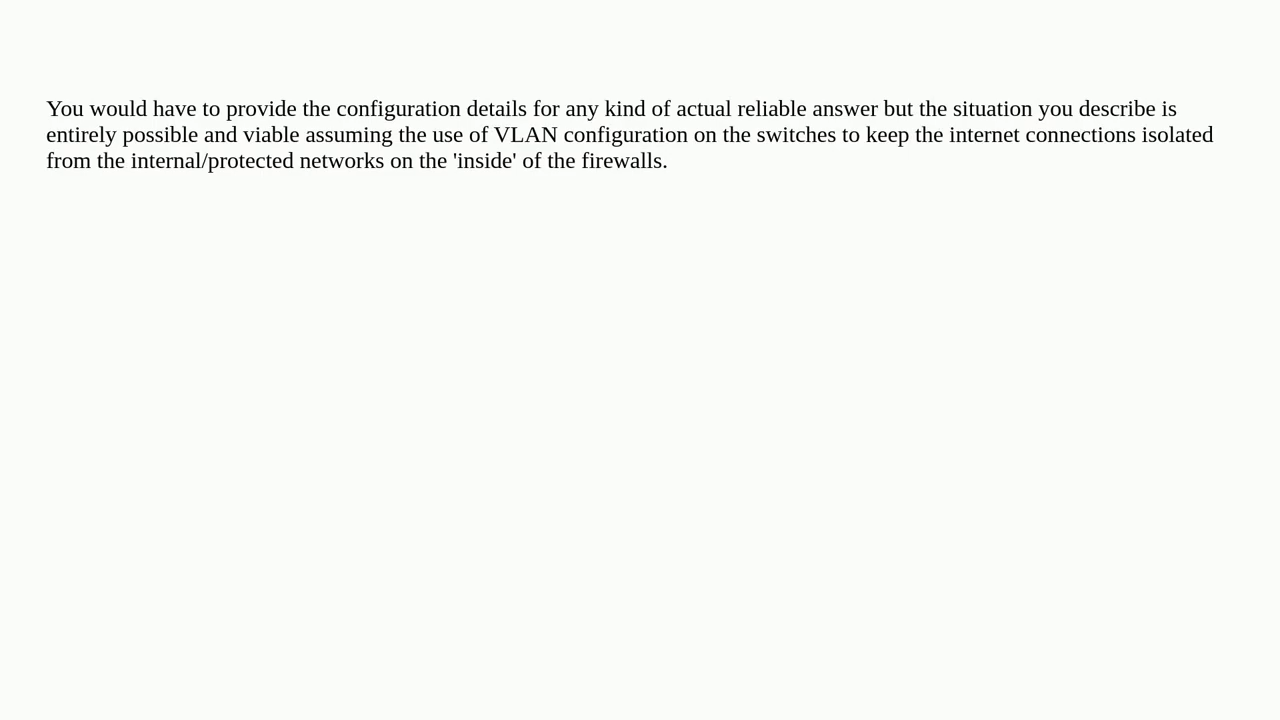 You would have to provide the configuration details for any kind of actual reliable answer but the situation you describe is
entirely possible and viable assuming the use of VLAN configuration on the switches to keep the internet connections isolated
from the internal/protected networks on the 'inside' of the firewalls.